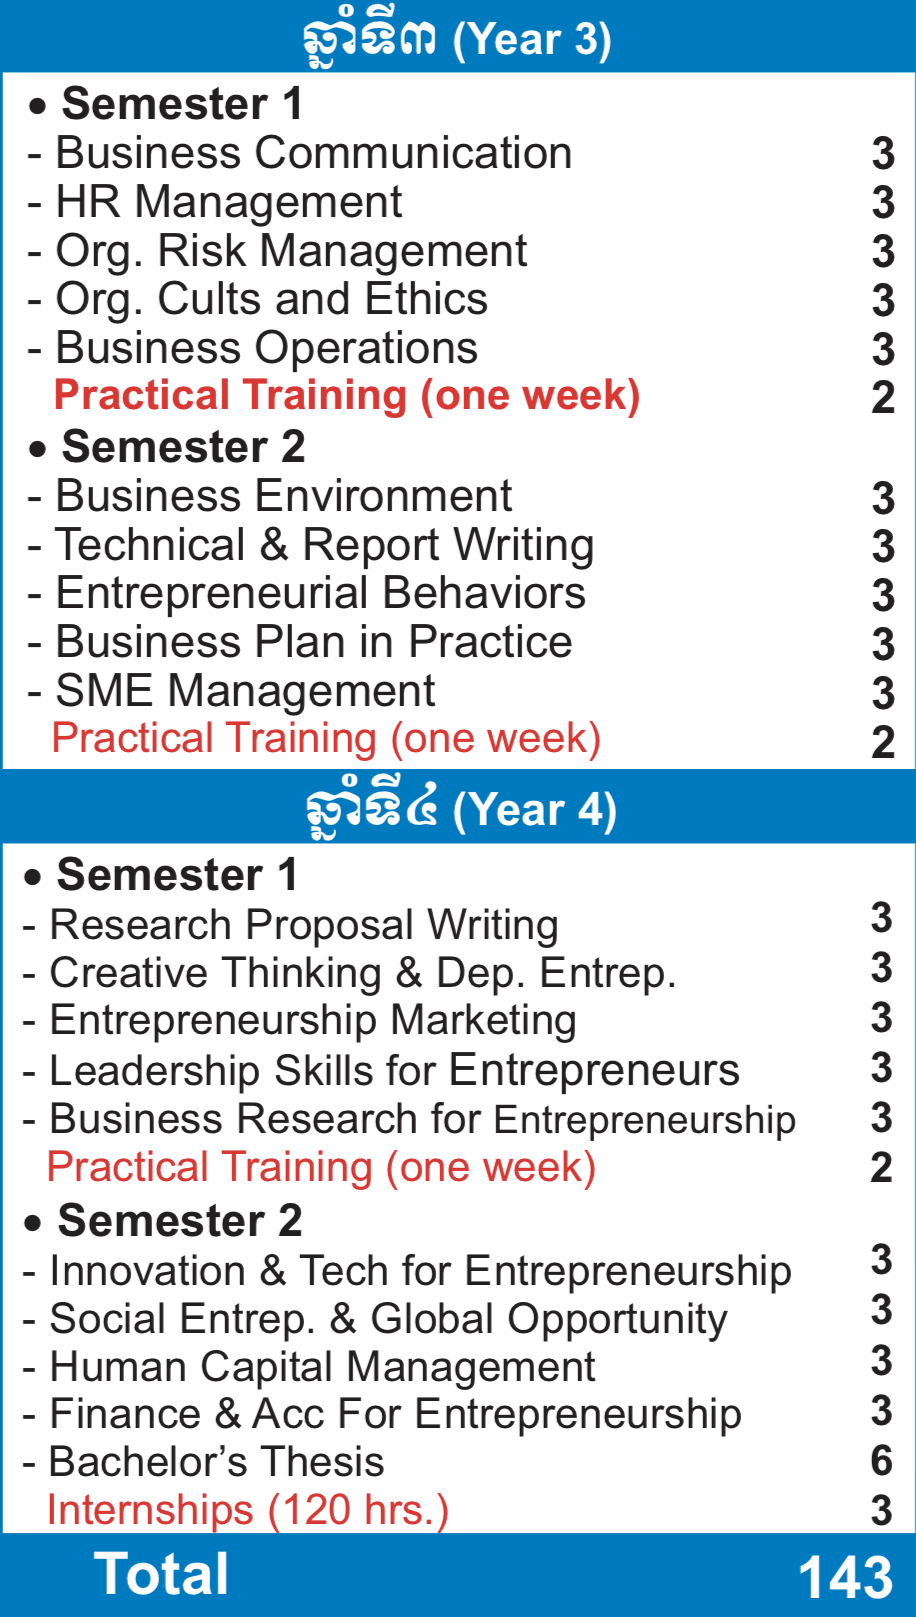 ឆ្នាំទី៣ (Year 3)
• Semester 1
- Business Communication 3
- HR Management 3
- Org. Risk Management 3
- Org. Cults and Ethics 3
- Business Operations 3
Practical Training (one week) 2
• Semester 2
- Business Environment 3
- Technical & Report Writing 3
- Entrepreneurial Behaviors 3
- Business Plan in Practice 3
- SME Management 3
Practical Training (one week) 2
ឆ្នាំទី៤ (Year 4)
• Semester 1
- Research Proposal Writing 3
- Creative Thinking & Dep. Entrep. 3
- Entrepreneurship Marketing 3
- Leadership Skills for Entrepreneurs 3
- Business Research for Entrepreneurship 3
Practical Training (one week) 2
• Semester 2
- Innovation & Tech for Entrepreneurship 3
- Social Entrep. & Global Opportunity 3
- Human Capital Management 3
- Finance & Acc For Entrepreneurship 3
- Bachelor’s Thesis 6
Internships (120 hrs.) 3
Total 143